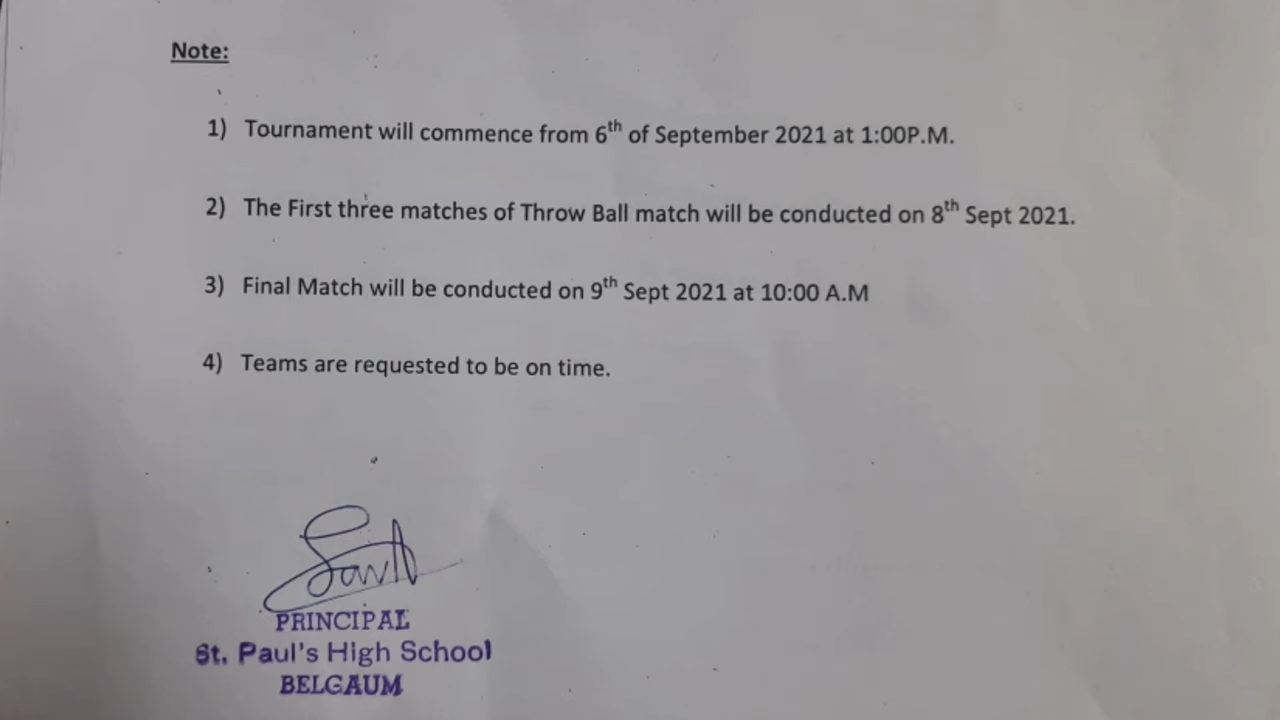 Note:
1) Tournament will commence from 6th of September 2021 at 1:00P.M.
2) The First three matches of Throw Ball match will be conducted on 8th Sept 2021.
3) Final Match will be conducted on 9th Sept 2021 at 10:00 A.M
4) Teams are requested to be on time.
PRINCIPAL
St. Paul's High School
BELGAUM